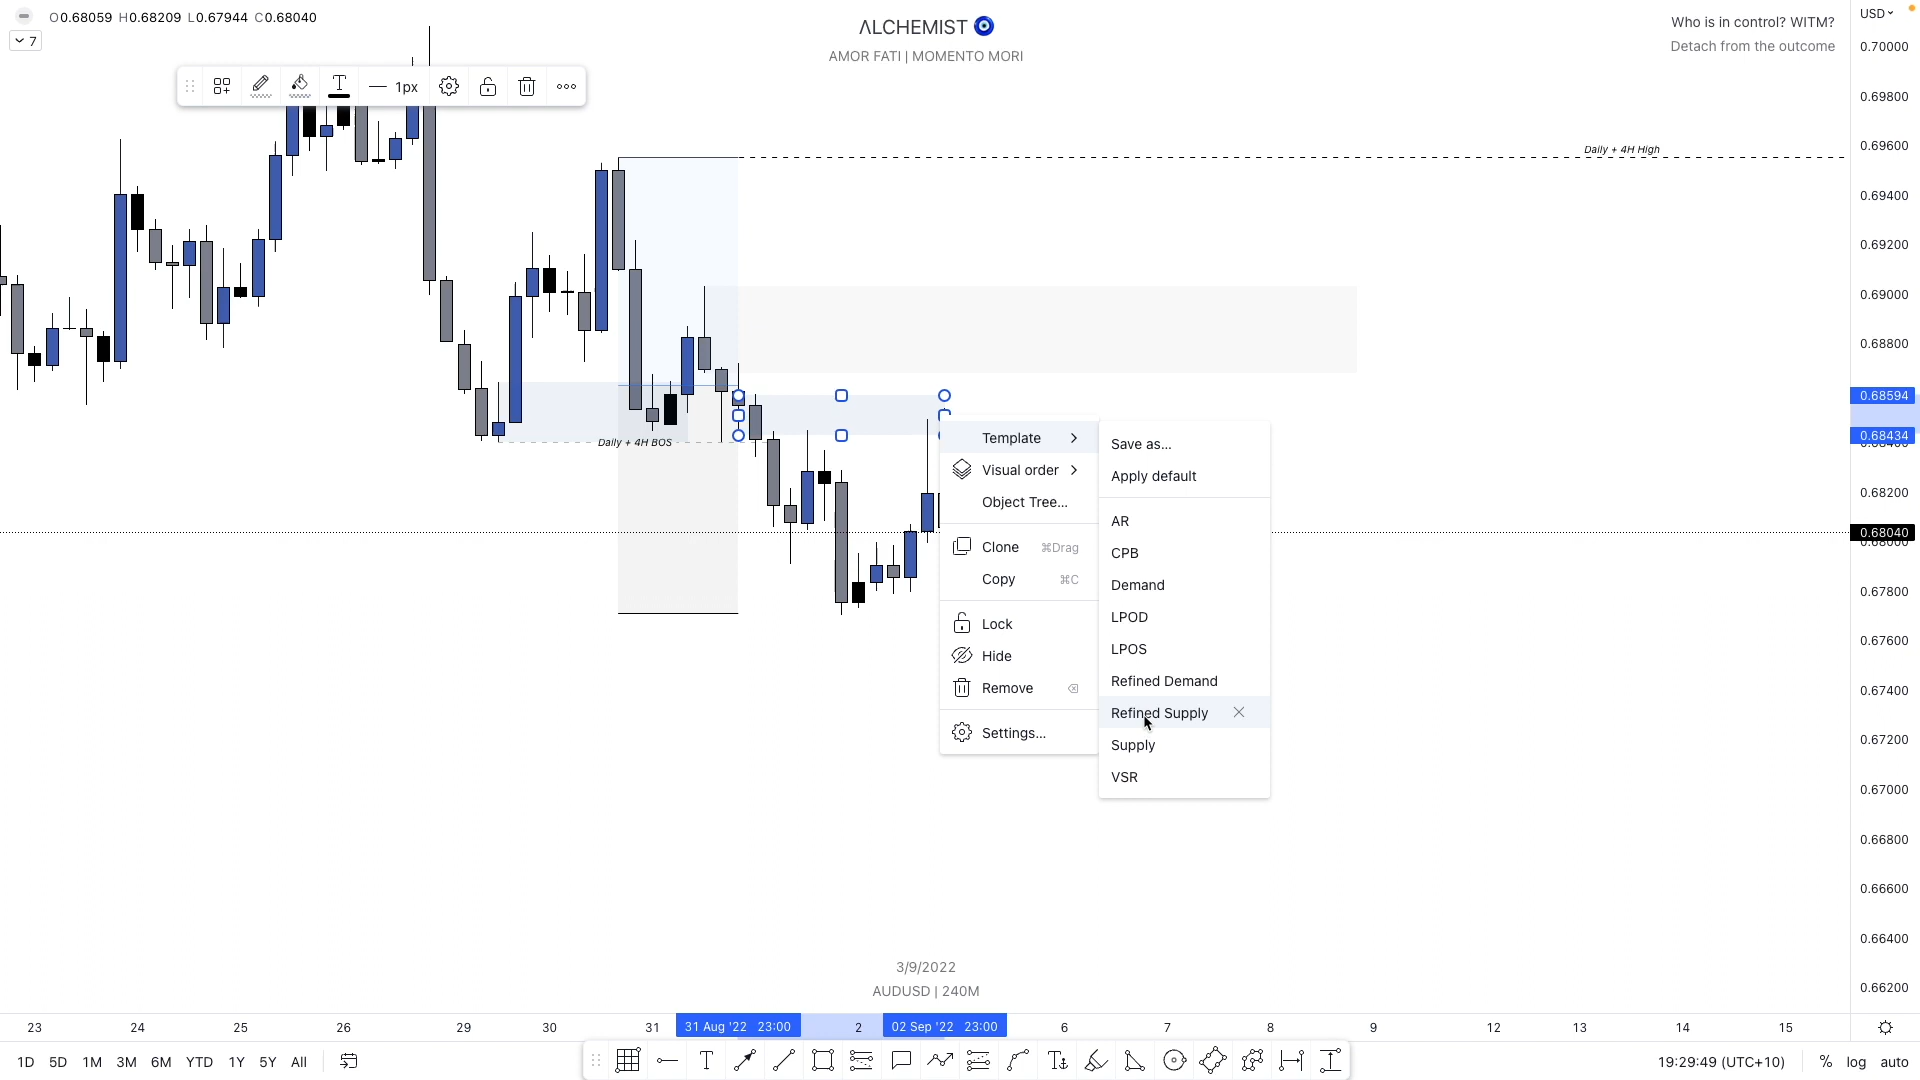 O0.68059 H0.68209 L0.67944 C0.68040
7
ΛLCHEMIST
AMOR FATI | MOMENTO MORI
Who is in control? WITM?
Detach from the outcome
USD
0.70000
0.69800
0.69600
0.69400
0.69200
0.69000
0.68800
0.68594
0.68434
0.68200
0.68040
0.67800
0.67600
0.67400
0.67200
0.67000
0.66800
0.66600
0.66400
0.66200
1px
Daily + 4H High
Daily + 4H BOS
Template
Visual order
Object Tree...
Clone ⌘Drag
Copy ⌘C
Lock
Hide
Remove
Settings...
Save as...
Apply default
AR
CPB
Demand
LPOD
LPOS
Refined Demand
Refined Supply
Supply
VSR
3/9/2022
AUDUSD | 240M
23 24 25 26 29 30 31 31 Aug '22 23:00 2 02 Sep '22 23:00 6 7 8 9 12 13 14 15
1D 5D 1M 3M 6M YTD 1Y 5Y All
19:29:49 (UTC+10) % log auto